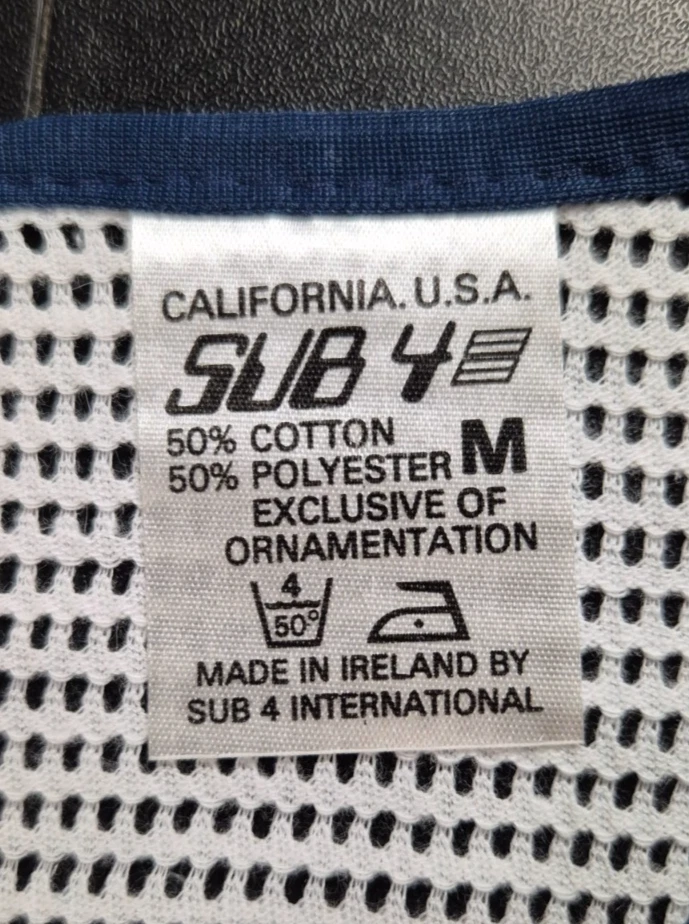 CALIFORNIA. U.S.A.
SUB 4
50% COTTON
50% POLYESTER M
EXCLUSIVE OF
ORNAMENTATION
4
50°
MADE IN IRELAND BY
SUB 4 INTERNATIONAL